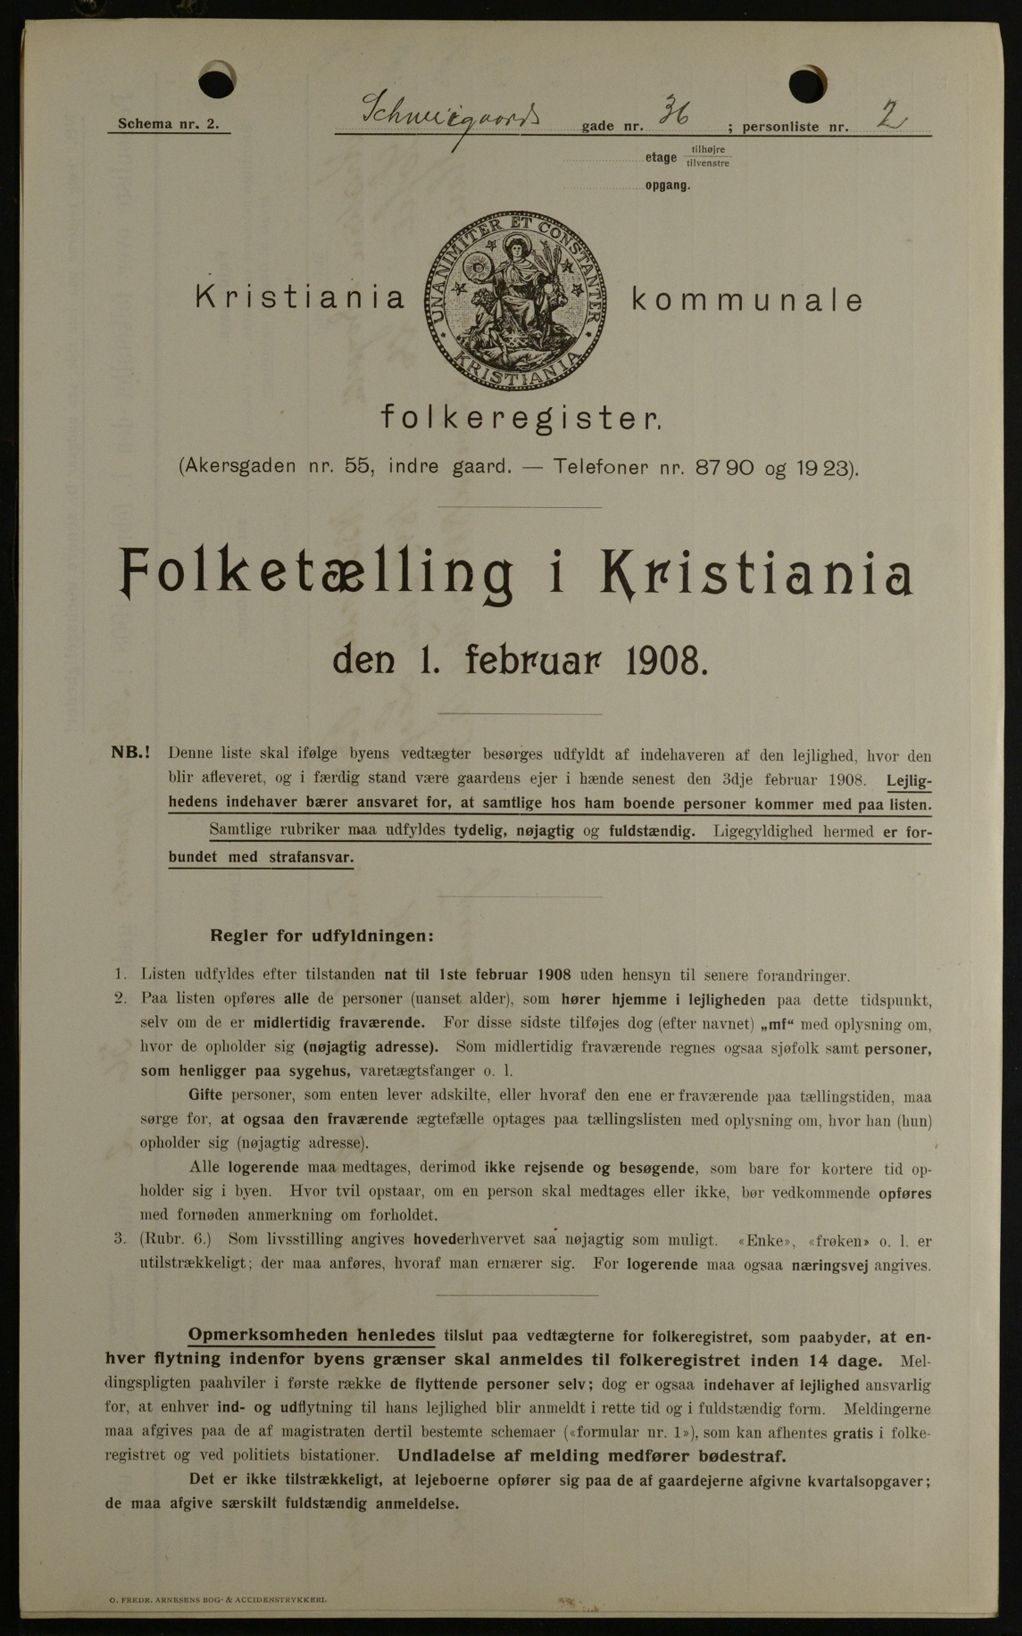 Schema nr. 2.
Schweigaards gade nr. 36 ; personliste nr. 2
etage tilhøjre
tilvenstre
opgang.
UNANIMITER ET CONSTANTER
KRISTIANIA
Kristiania kommunale
folkeregister.
(Akersgaden nr. 55, indre gaard. — Telefoner nr. 8790 og 1923).
Folketælling i Kristiania
den 1. februar 1908.
NB.! Denne liste skal ifølge byens vedtægter besørges udfyldt af indehaveren af den lejlighed, hvor den
blir afleveret, og i færdig stand være gaardens ejer i hænde senest den 3dje februar 1908. Lejlig-
hedens indehaver bærer ansvaret for, at samtlige hos ham boende personer kommer med paa listen.
Samtlige rubriker maa udfyldes tydelig, nøjagtig og fuldstændig. Ligegyldighed hermed er for-
bundet med strafansvar.
Regler for udfyldningen:
1. Listen udfyldes efter tilstanden nat til 1ste februar 1908 uden hensyn til senere forandringer.
2. Paa listen opføres alle de personer (uanset alder), som hører hjemme i lejligheden paa dette tidspunkt,
selv om de er midlertidig fraværende. For disse sidste tilføjes dog (efter navnet) „mf“ med oplysning om,
hvor de opholder sig (nøjagtig adresse). Som midlertidig fraværende regnes ogsaa sjøfolk samt personer,
som henligger paa sygehus, varetægtsfanger o. l.
Gifte personer, som enten lever adskilte, eller hvoraf den ene er fraværende paa tællingstiden, maa
sørge for, at ogsaa den fraværende ægtefælle optages paa tællingslisten med oplysning om, hvor han (hun)
opholder sig (nøjagtig adresse).
Alle logerende maa medtages, derimod ikke rejsende og besøgende, som bare for kortere tid op-
holder sig i byen. Hvor tvil opstaar, om en person skal medtages eller ikke, bør vedkommende opføres
med fornøden anmerkning om forholdet.
3. (Rubr. 6.) Som livsstilling angives hovederhvervet saa nøjagtig som muligt. «Enke», «frøken» o. l. er
utilstrækkeligt; der maa anføres, hvoraf man ernærer sig. For logerende maa ogsaa næringsvej angives.
Opmerksomheden henledes tilslut paa vedtægterne for folkeregistret, som paabyder, at en-
hver flytning indenfor byens grænser skal anmeldes til folkeregistret inden 14 dage. Mel-
dingspligten paahviler i første række de flyttende personer selv; dog er ogsaa indehaver af lejlighed ansvarlig
for, at enhver ind- og udflytning til hans lejlighed blir anmeldt i rette tid og i fuldstændig form. Meldingerne
maa afgives paa de af magistraten dertil bestemte schemaer («formular nr. 1»), som kan afhentes gratis i folke-
registret og ved politiets bistationer. Undladelse af melding medfører bødestraf.
Det er ikke tilstrækkeligt, at lejeboerne opfører sig paa de af gaardejerne afgivne kvartalsopgaver;
de maa afgive særskilt fuldstændig anmeldelse.
O. FREDR. ARNESENS BOG- & ACCIDENSTRYKKERI.